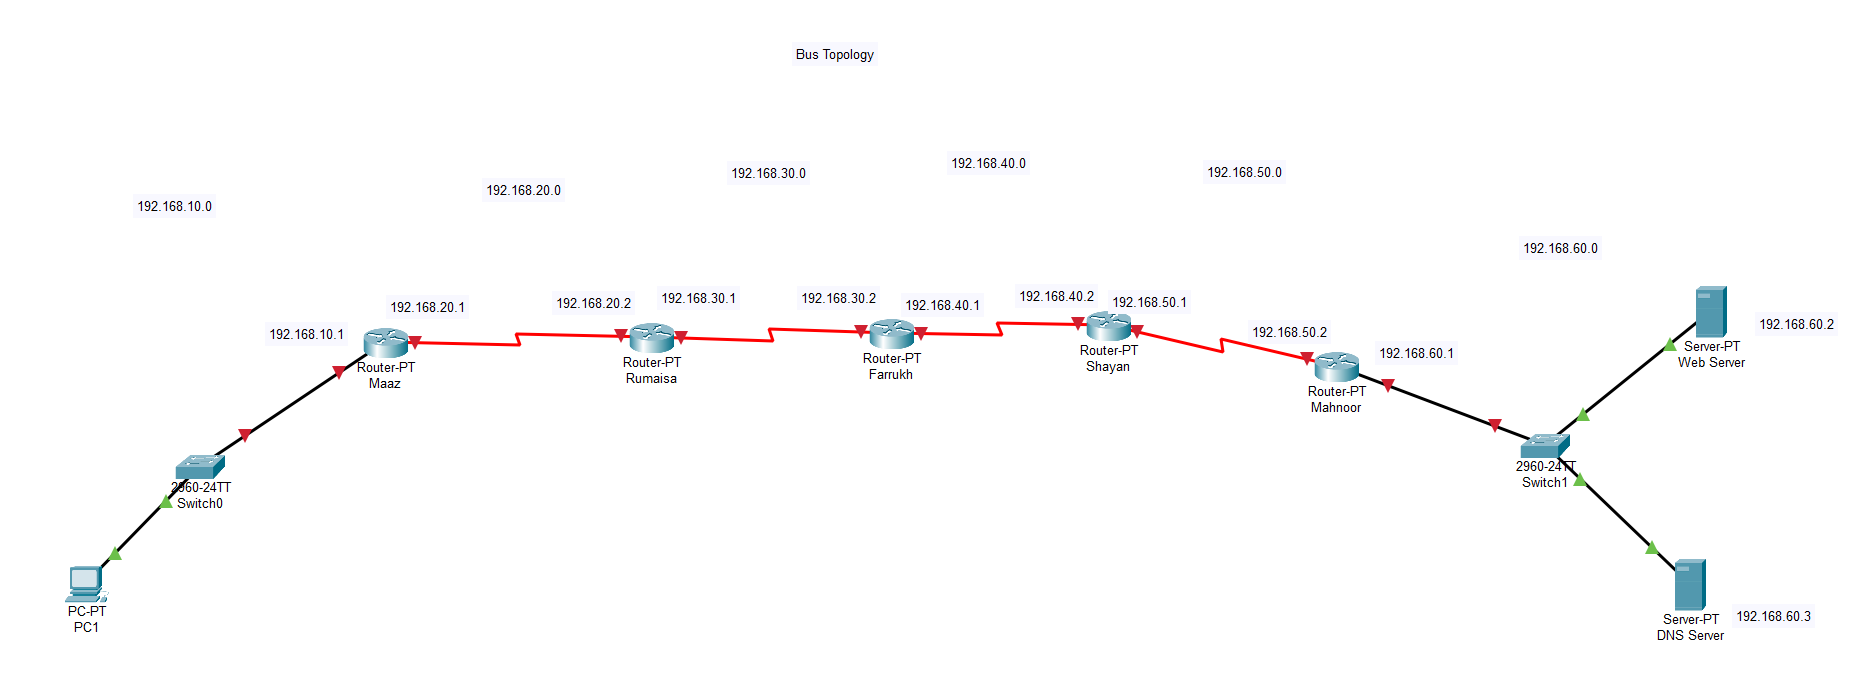 Bus Topology
192.168.40.0
192.168.30.0
192.168.50.0
192.168.20.0
192.168.10.0
192.168.60.0
192.168.20.1
192.168.20.2
192.168.30.1
192.168.30.2
192.168.40.1
192.168.40.2
192.168.50.1
192.168.10.1
192.168.50.2
192.168.60.1
192.168.60.2
Router-PT
Maaz
Router-PT
Rumaisa
Router-PT
Farrukh
Router-PT
Shayan
Router-PT
Mahnoor
Server-PT
Web Server
2960-24TT
Switch0
2960-24TT
Switch1
PC-PT
PC1
Server-PT
DNS Server
192.168.60.3